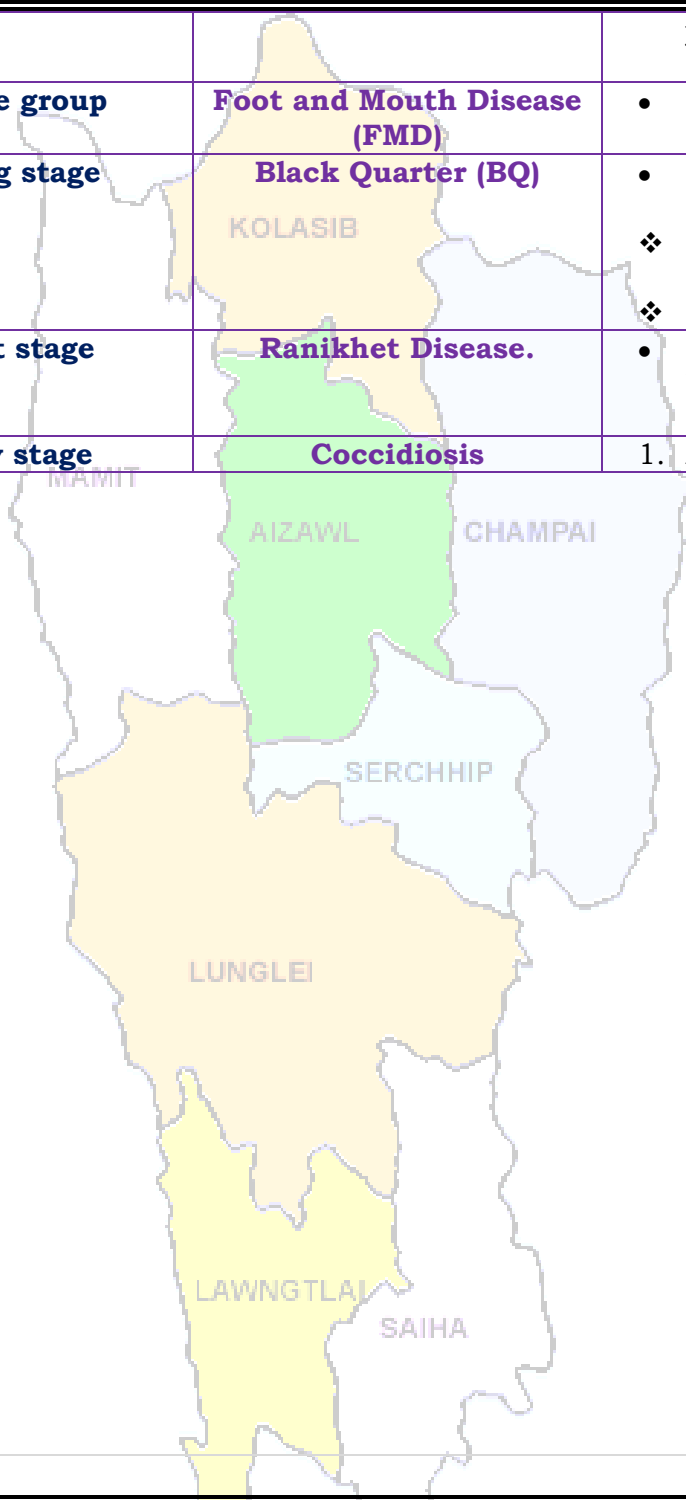 e group
Foot and Mouth Disease
(FMD)
•
g stage
Black Quarter (BQ)
•
❖
❖
t stage
Ranikhet Disease.
•
stage
Coccidiosis
1.
KOLASIB
MAMIT
AIZAWL
CHAMPAI
SERCHHIP
LUNGLEI
LAWNGTLAI
SAIHA